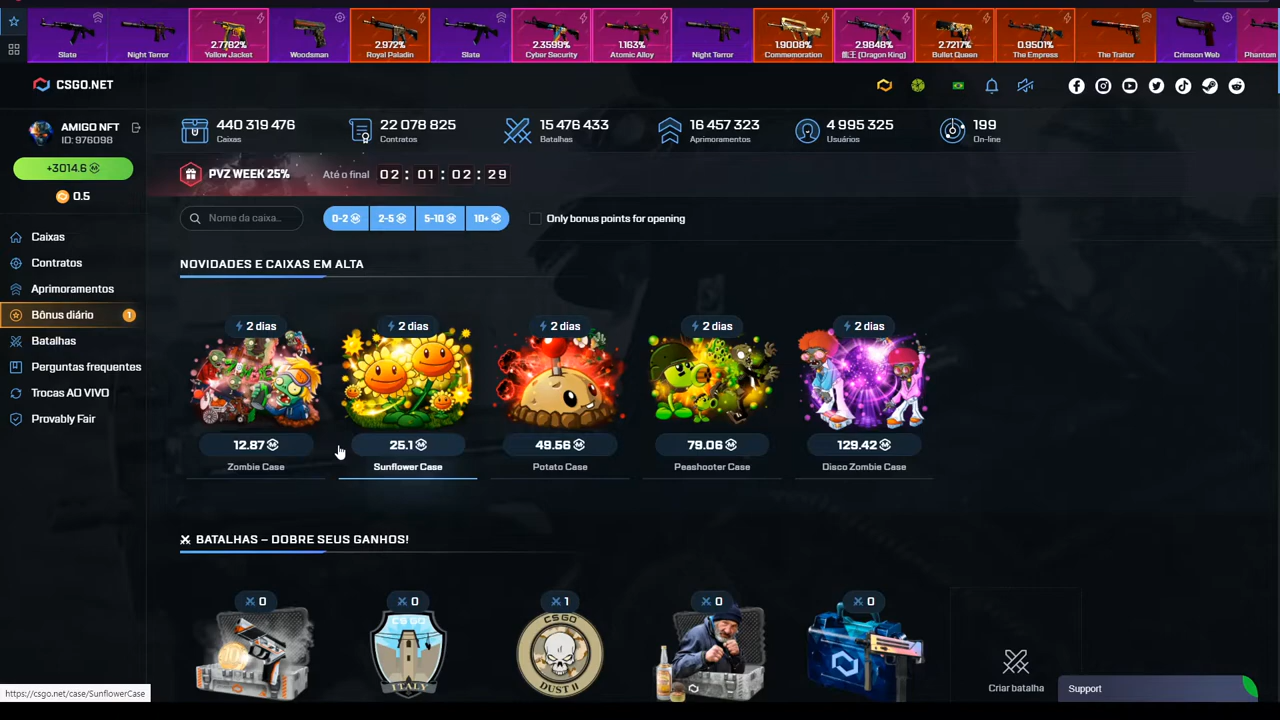 2.7762%
2.972%
2.3599%
1.163%
1.9008%
2.9848%
2.7217%
0.9501%
Slate
Night Terror
Yellow Jacket
Woodsman
Royal Paladin
Slate
Cyber Security
Atomic Alloy
Night Terror
Commemoration
龍王 (Dragon King)
Bullet Queen
The Empress
The Traitor
Crimson Web
Phantom
CSGO.NET
AMIGO NFT
ID: 976098
+3014.6
0.5
440 319 476
Caixas
22 078 825
Contratos
15 476 433
Batalhas
16 457 323
Aprimoramentos
4 995 325
Usuários
199
On-line
PVZ WEEK 25%
Até o final
02 : 01 : 02 : 29
Nome da caixa...
0-2
2-5
5-10
10+
Only bonus points for opening
Caixas
Contratos
Aprimoramentos
Bônus diário
1
Batalhas
Perguntas frequentes
Trocas AO VIVO
Provably Fair
NOVIDADES E CAIXAS EM ALTA
2 dias
2 dias
2 dias
2 dias
2 dias
12.87
25.1
49.56
79.06
129.42
Zombie Case
Sunflower Case
Potato Case
Peashooter Case
Disco Zombie Case
BATALHAS – DOBRE SEUS GANHOS!
0
0
1
0
0
CS GO
ITALY
CS GO
DUST II
Criar batalha
Support
https://csgo.net/case/SunflowerCase